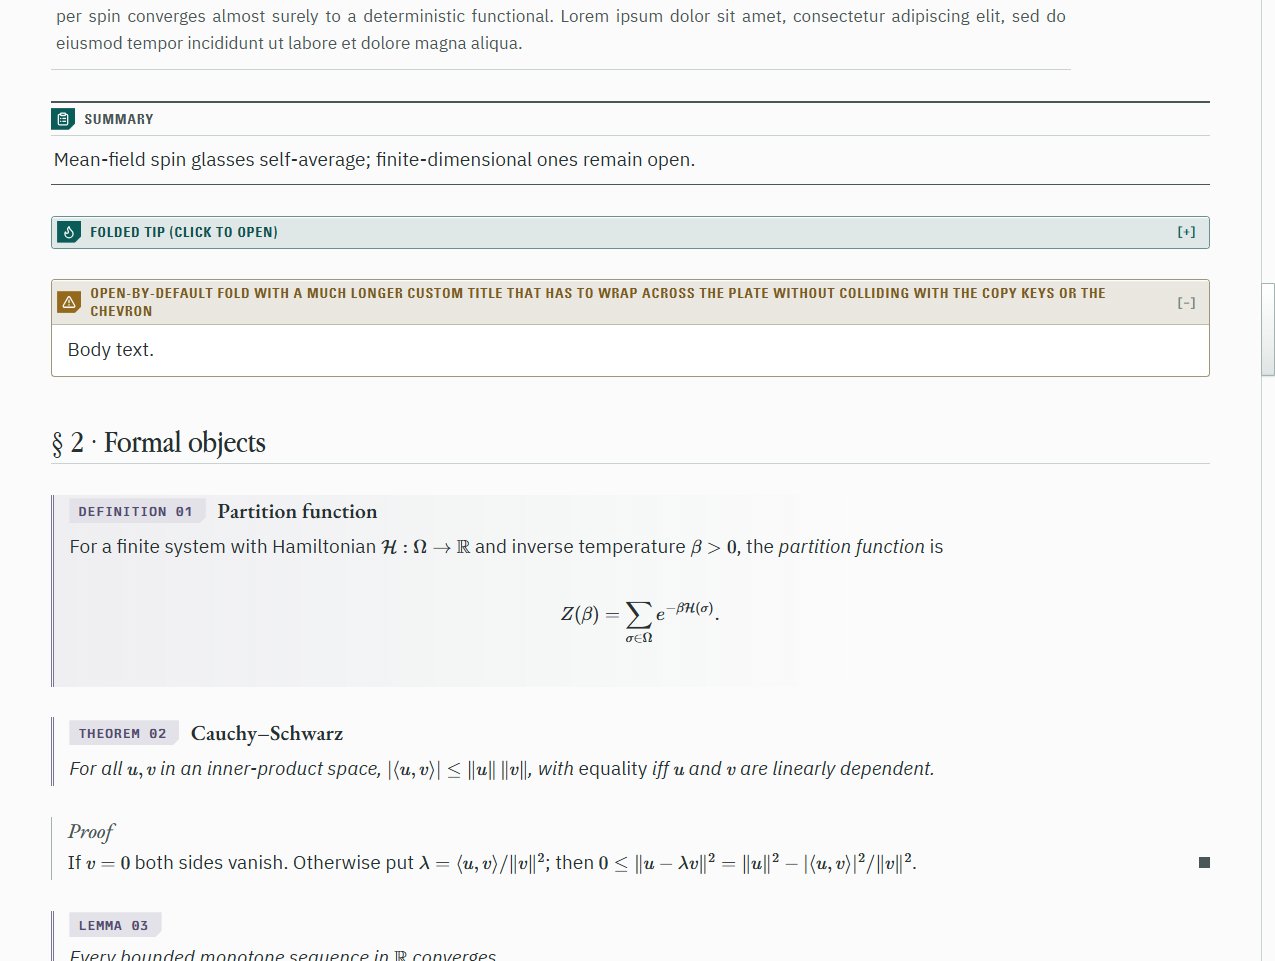 per spin converges almost surely to a deterministic functional. Lorem ipsum dolor sit amet, consectetur adipiscing elit, sed do
eiusmod tempor incididunt ut labore et dolore magna aliqua.
SUMMARY
Mean-field spin glasses self-average; finite-dimensional ones remain open.
FOLDED TIP (CLICK TO OPEN) [+]
OPEN-BY-DEFAULT FOLD WITH A MUCH LONGER CUSTOM TITLE THAT HAS TO WRAP ACROSS THE PLATE WITHOUT COLLIDING WITH THE COPY KEYS OR THE
CHEVRON [-]
Body text.
§ 2 · Formal objects
DEFINITION 01 Partition function
For a finite system with Hamiltonian ℋ : Ω → ℝ and inverse temperature β > 0, the partition function is
Z(β) = ∑_{σ∈Ω} e^{−βℋ(σ)}.
THEOREM 02 Cauchy–Schwarz
For all u, v in an inner-product space, |⟨u, v⟩| ≤ ‖u‖ ‖v‖, with equality iff u and v are linearly dependent.
Proof
If v = 0 both sides vanish. Otherwise put λ = ⟨u, v⟩/‖v‖²; then 0 ≤ ‖u − λv‖² = ‖u‖² − |⟨u, v⟩|²/‖v‖². ■
LEMMA 03
Every bounded monotone sequence in ℝ converges